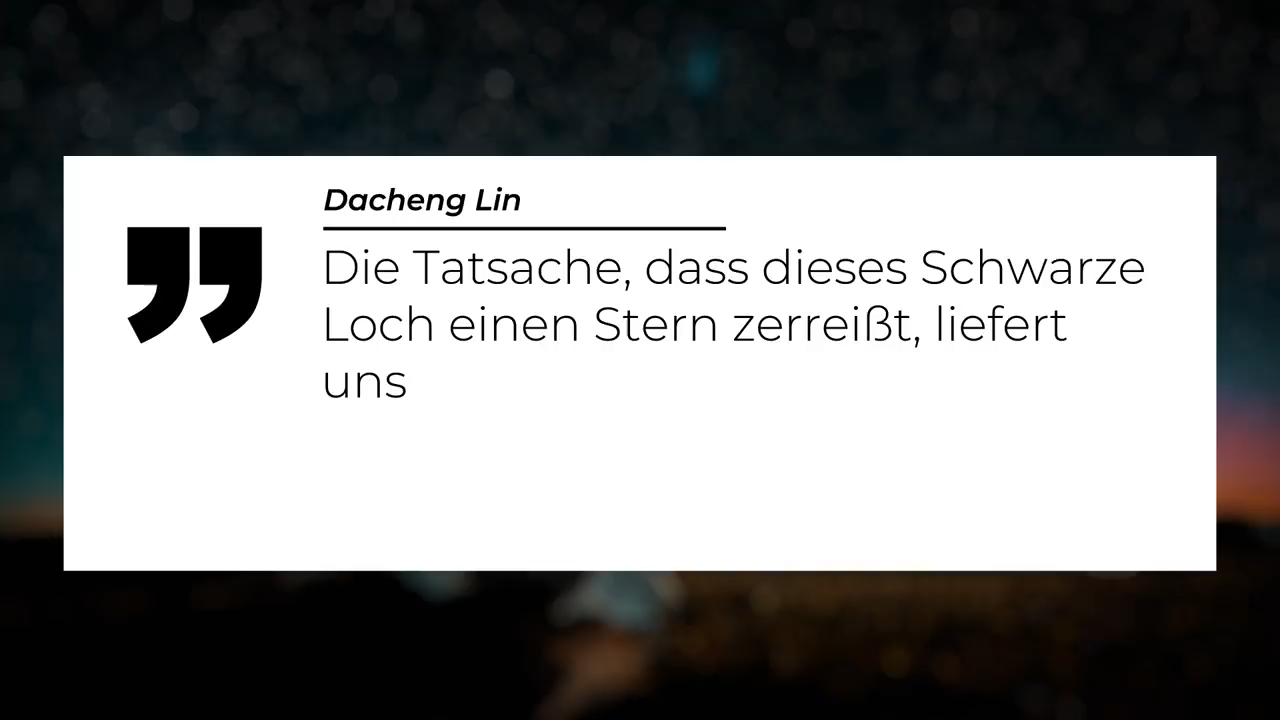 Dacheng Lin
Die Tatsache, dass dieses Schwarze
Loch einen Stern zerreißt, liefert
uns